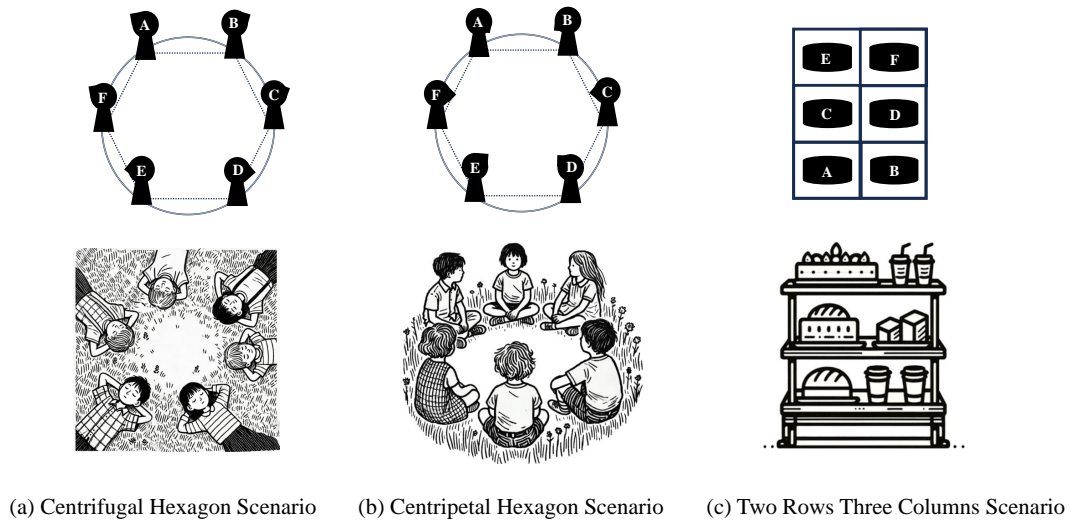 A B
F C
E D
A B
F C
E D
E F
C D
A B
(a) Centrifugal Hexagon Scenario
(b) Centripetal Hexagon Scenario
(c) Two Rows Three Columns Scenario